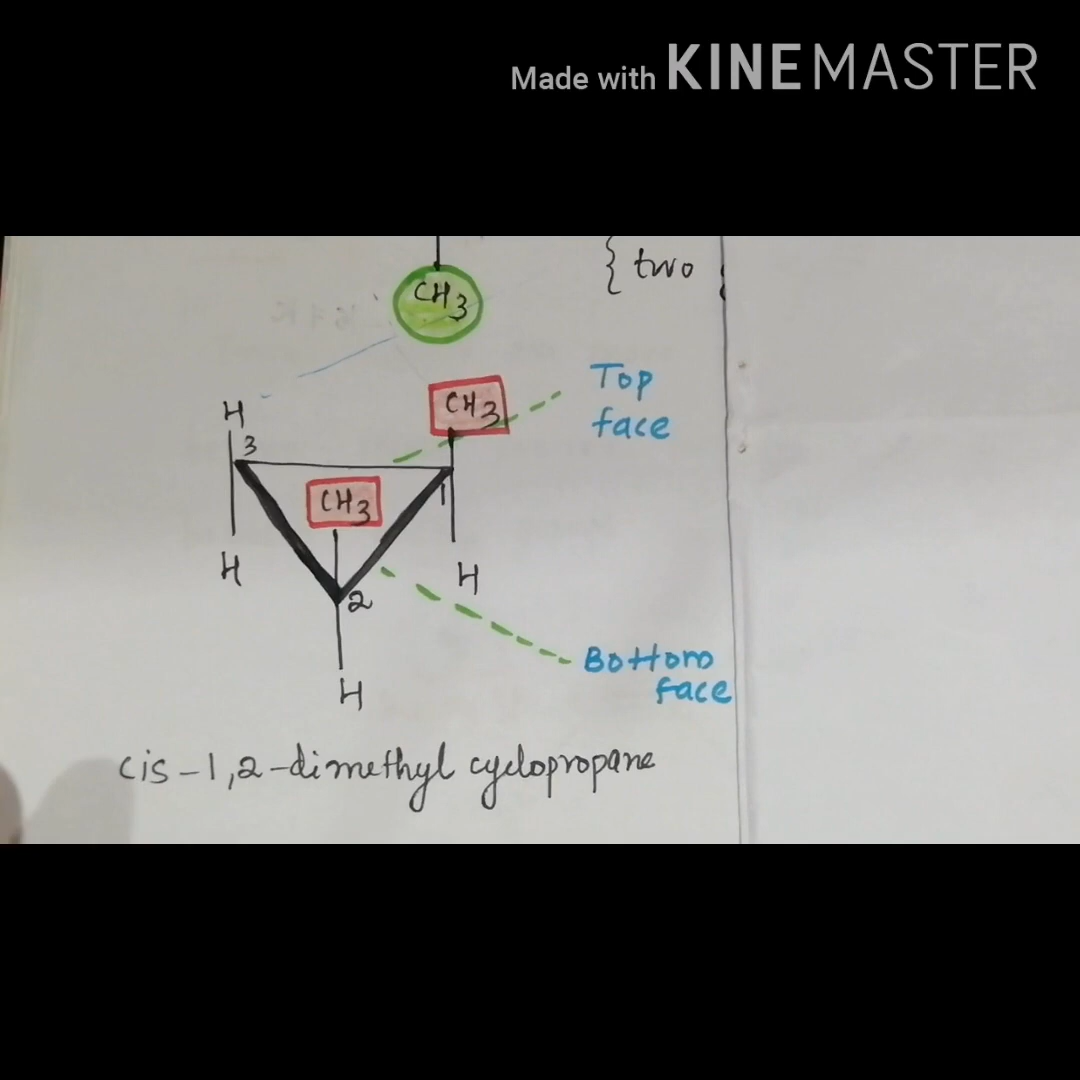 Made with KINEMASTER
{ two }
CH3
CH3
Top
face
H
3
CH3
1
H
H
2
Bottom
face
H
cis-1,2-dimethyl cyclopropane